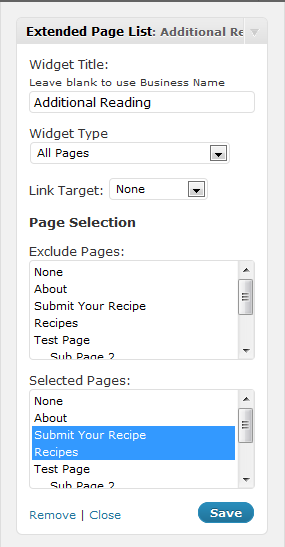 Extended Page List: Additional Re
Widget Title:
Leave blank to use Business Name
Additional Reading
Widget Type
All Pages
Link Target: None
Page Selection
Exclude Pages:
None
About
Submit Your Recipe
Recipes
Test Page
Sub Page 2
Selected Pages:
None
About
Submit Your Recipe
Recipes
Test Page
Sub Page 2
Remove | Close Save